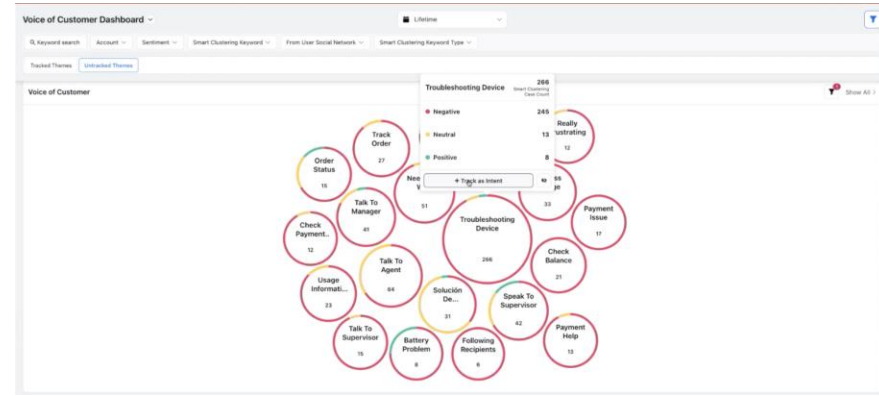 Voice of Customer Dashboard
Lifetime
Keyword search
Account
Sentiment
Smart Clustering Keyword
From User Social Network
Smart Clustering Keyword Type
Tracked Themes
Untracked Themes
Voice of Customer
Show All
Troubleshooting Device
266
Smart Clustering
Case Count
Negative
245
Neutral
13
Positive
8
+ Track as Intent
Really
12
Track
Order
27
Order
Status
51
33
Talk To
Manager
41
Payment
Issue
17
Troubleshooting
Device
266
Check
Payment..
12
Check
Balance
21
Talk To
Agent
64
Usage
Informati...
23
Solución
De...
31
Speak To
Supervisor
42
Talk To
Supervisor
15
Battery
Problem
Following
Recipients
Payment
Help
13